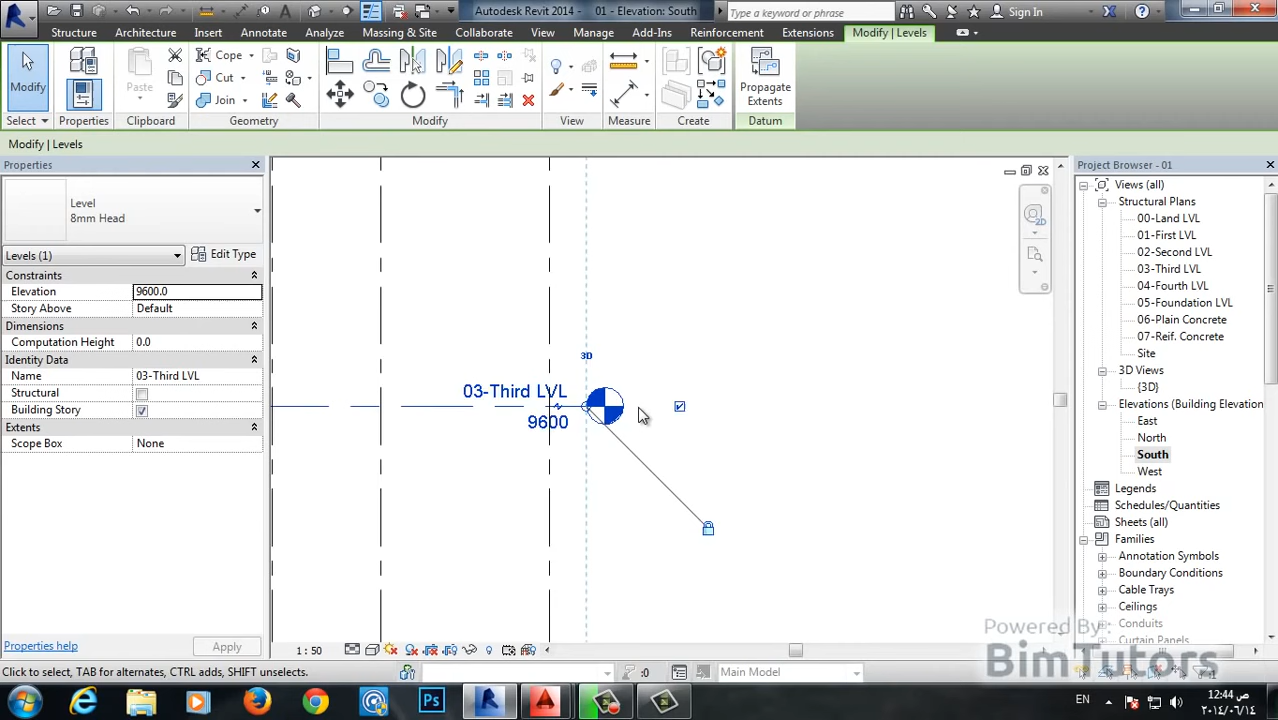 Autodesk Revit 2014 - 01 - Elevation: South
Type a keyword or phrase
Sign In
Structure Architecture Insert Annotate Analyze Massing & Site Collaborate View Manage Add-Ins Reinforcement Extensions Modify | Levels
Modify
Paste
Cope
Cut
Join
Propagate
Extents
Select Properties Clipboard Geometry Modify View Measure Create Datum
Modify | Levels
Properties
Level
8mm Head
Levels (1)
Edit Type
Constraints
Elevation 9600.0
Story Above Default
Dimensions
Computation Height 0.0
Identity Data
Name 03-Third LVL
Structural
Building Story
Extents
Scope Box None
Properties help
Apply
3D
03-Third LVL
9600
2D
Project Browser - 01
Views (all)
Structural Plans
00-Land LVL
01-First LVL
02-Second LVL
03-Third LVL
04-Fourth LVL
05-Foundation LVL
06-Plain Concrete
07-Reif. Concrete
Site
3D Views
{3D}
Elevations (Building Elevation
East
North
South
West
Legends
Schedules/Quantities
Sheets (all)
Families
Annotation Symbols
Boundary Conditions
Cable Trays
Ceilings
Conduits
Curtain Panels
Powered By :
BimTutors
1 : 50
Click to select, TAB for alternates, CTRL adds, SHIFT unselects.
:0
Main Model
Ps
EN
12:44 ص
٢٠١٤/٠٦/١٤